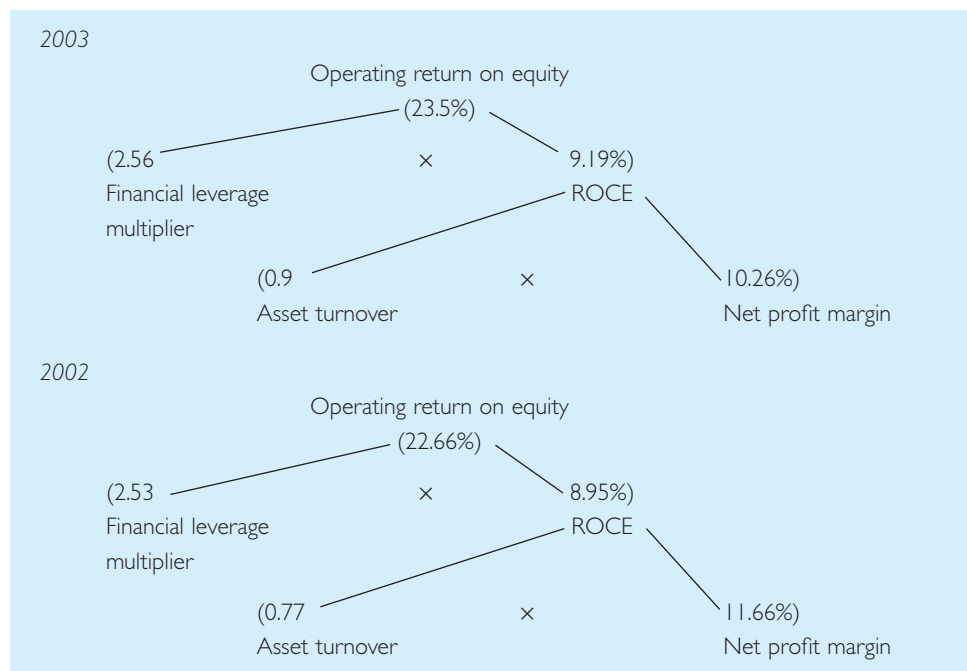 2003
Operating return on equity
(23.5%)
(2.56 × 9.19%)
Financial leverage ROCE
multiplier
(0.9 × 10.26%)
Asset turnover Net profit margin
2002
Operating return on equity
(22.66%)
(2.53 × 8.95%)
Financial leverage ROCE
multiplier
(0.77 × 11.66%)
Asset turnover Net profit margin